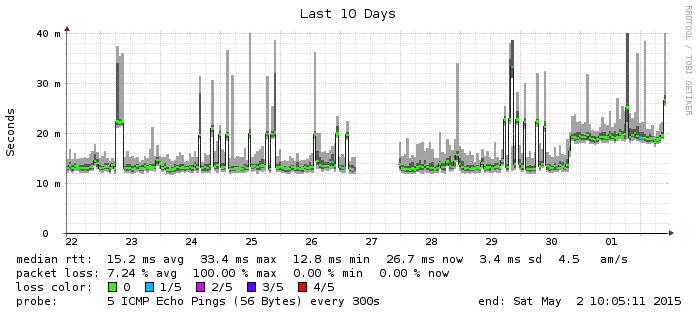 Last 10 Days
RRDTOOL / TOBI OETIKER
Seconds
40 m
30 m
20 m
10 m
0
22 23 24 25 26 27 28 29 30 01
median rtt: 15.2 ms avg 33.4 ms max 12.8 ms min 26.7 ms now 3.4 ms sd 4.5 am/s
packet loss: 7.24 % avg 100.00 % max 0.00 % min 0.00 % now
loss color: 0 1/5 2/5 3/5 4/5
probe: 5 ICMP Echo Pings (56 Bytes) every 300s end: Sat May 2 10:05:11 2015